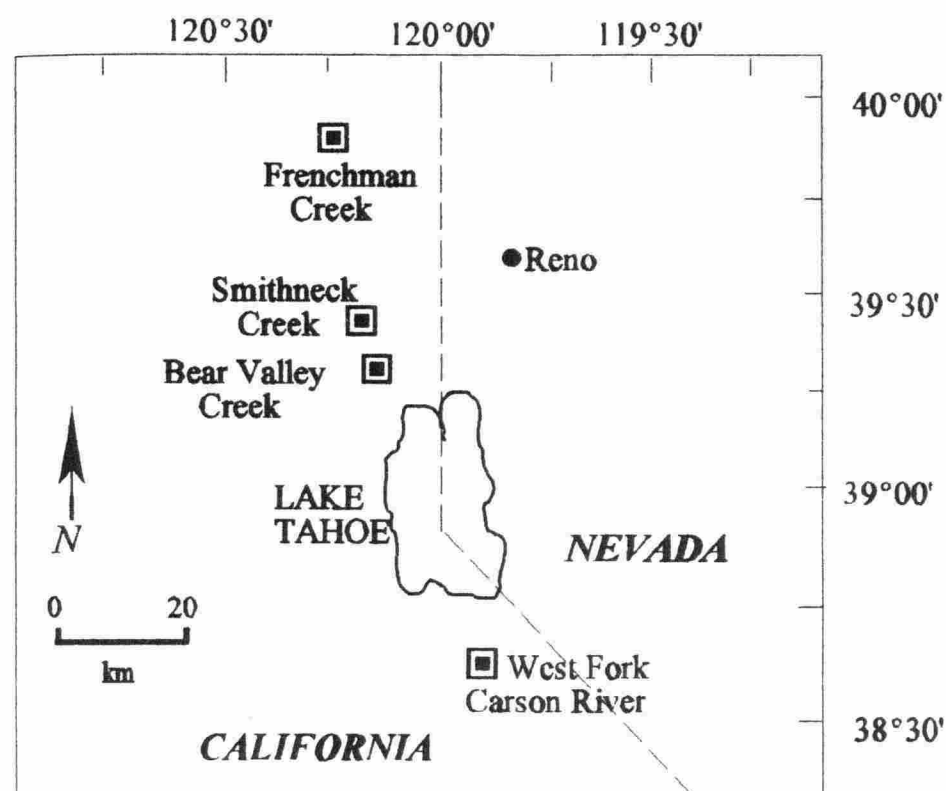 120°30' 120°00' 119°30'
40°00'
Frenchman
Creek
Reno
Smithneck
Creek
39°30'
Bear Valley
Creek
LAKE
TAHOE
39°00'
N
NEVADA
0 20
km
West Fork
Carson River
38°30'
CALIFORNIA